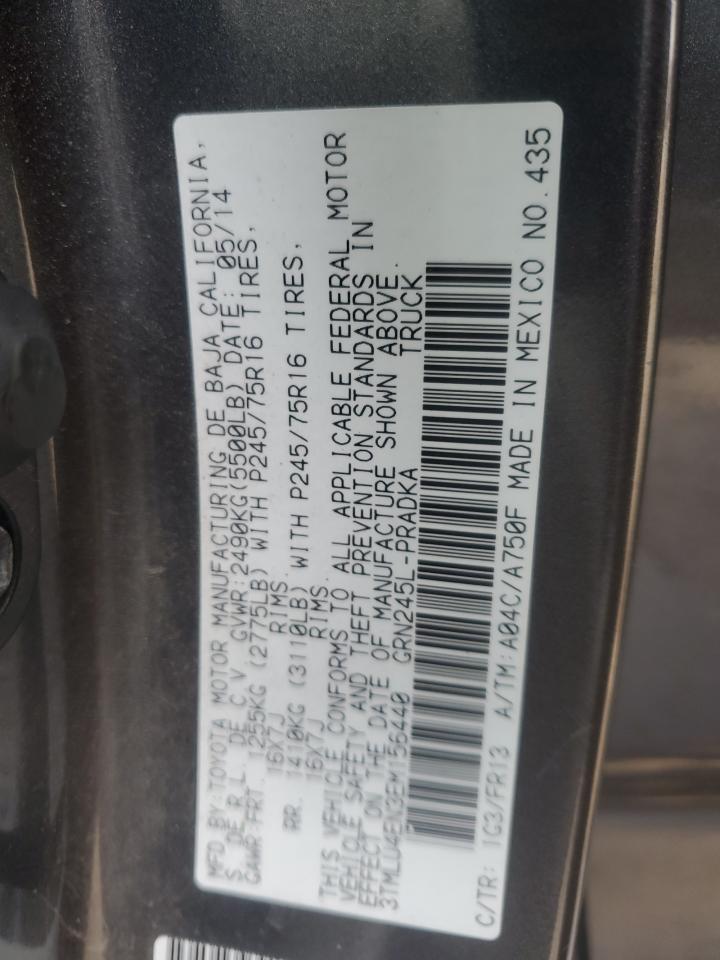 MFD BY:TOYOTA MOTOR MANUFACTURING DE BAJA CALIFORNIA,
S. DE R.L. DE C.V. GVWR:2490KG(5500LB) DATE: 05/14
GAWR:FRT. 1255KG (2775LB) WITH P245/75R16 TIRES,
16X7J RIMS.
RR. 1410KG (3110LB) WITH P245/75R16 TIRES,
16X7J RIMS.
THIS VEHICLE CONFORMS TO ALL APPLICABLE FEDERAL MOTOR
VEHICLE SAFETY AND THEFT PREVENTION STANDARDS IN
EFFECT ON THE DATE OF MANUFACTURE SHOWN ABOVE.
3TMLU4EN3EM156440 GRN245L-PRADKA TRUCK
C/TR: 1G3/FR13 A/TM:A04C/A750F MADE IN MEXICO NO.435